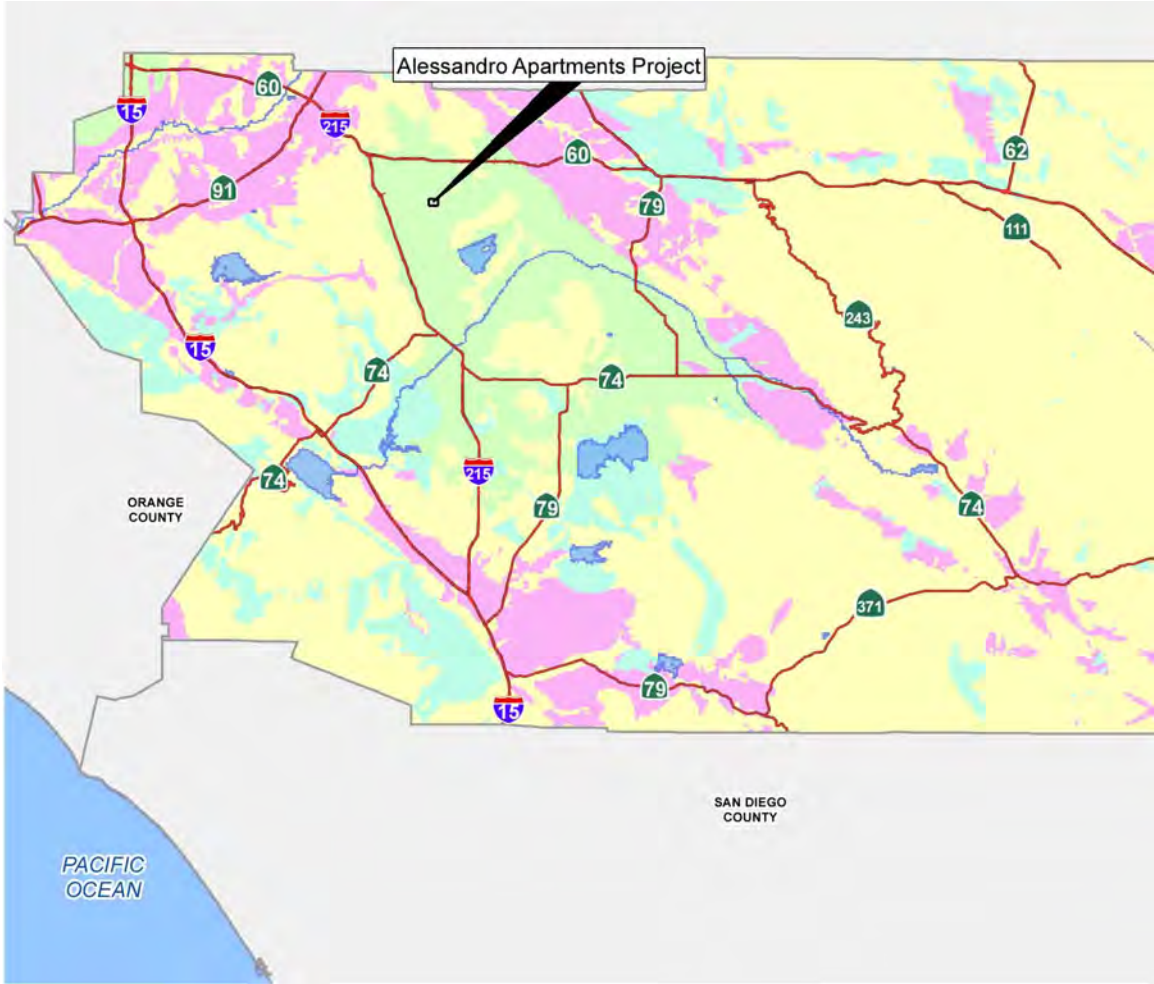 Alessandro Apartments Project
60
15
215
91
60
79
62
111
243
15
74
74
215
74
79
74
ORANGE
COUNTY
371
79
15
SAN DIEGO
COUNTY
PACIFIC
OCEAN